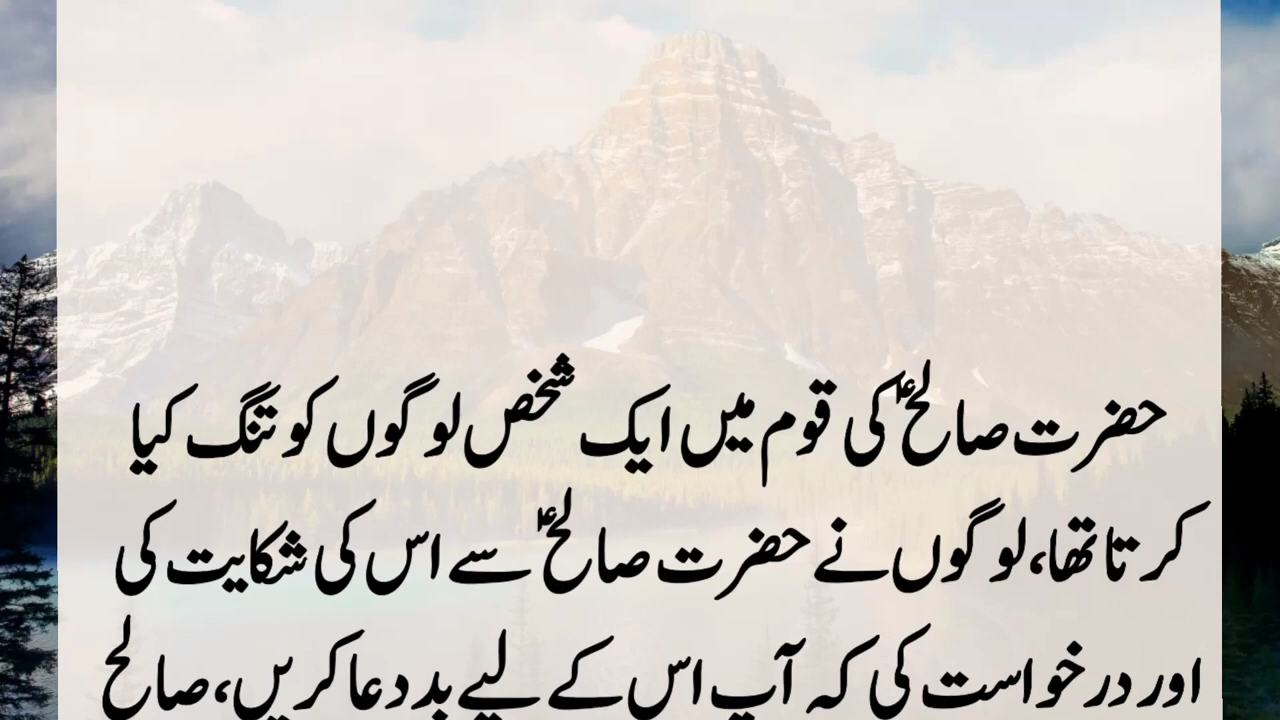 حضرت صالحؑ کی قوم میں ایک شخص لوگوں کو تنگ کیا
کرتا تھا، لوگوں نے حضرت صالحؑ سے اس کی شکایت کی
اور درخواست کی کہ آپ اس کے لیے بددعا کریں، صالح